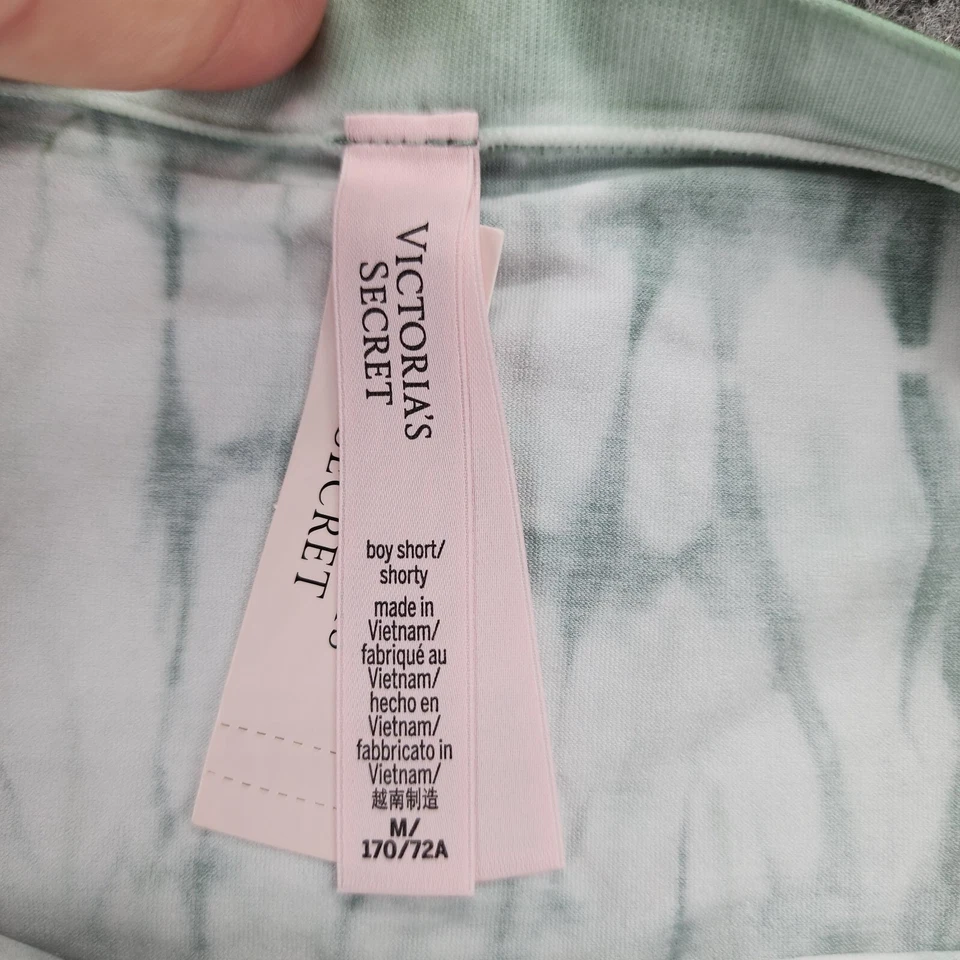 VICTORIA'S
SECRET
SECRET
boy short/
shorty
made in
Vietnam/
fabriqué au
Vietnam/
hecho en
Vietnam/
fabbricato in
Vietnam/
越南制造
M/
170/72A